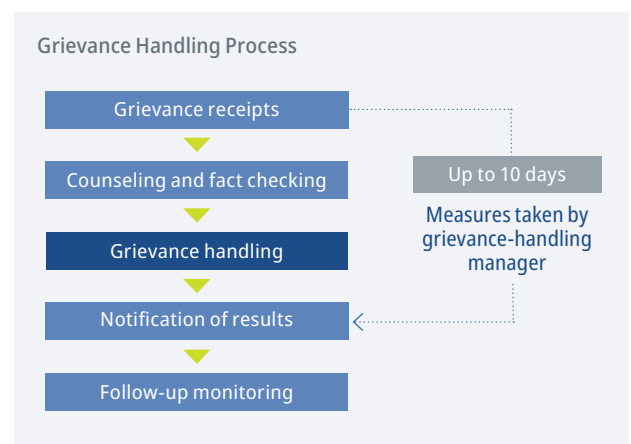 Grievance Handling Process
Grievance receipts
Counseling and fact checking
Grievance handling
Notification of results
Follow-up monitoring
Up to 10 days
Measures taken by
grievance-handling
manager